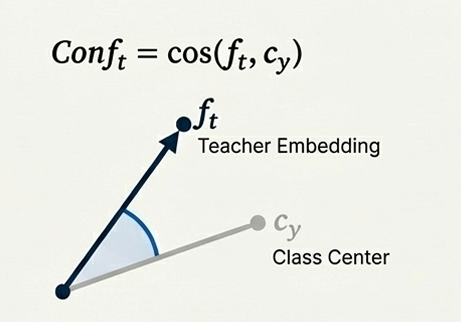 Conf_t = cos(f_t, c_y)
f_t
Teacher Embedding
c_y
Class Center